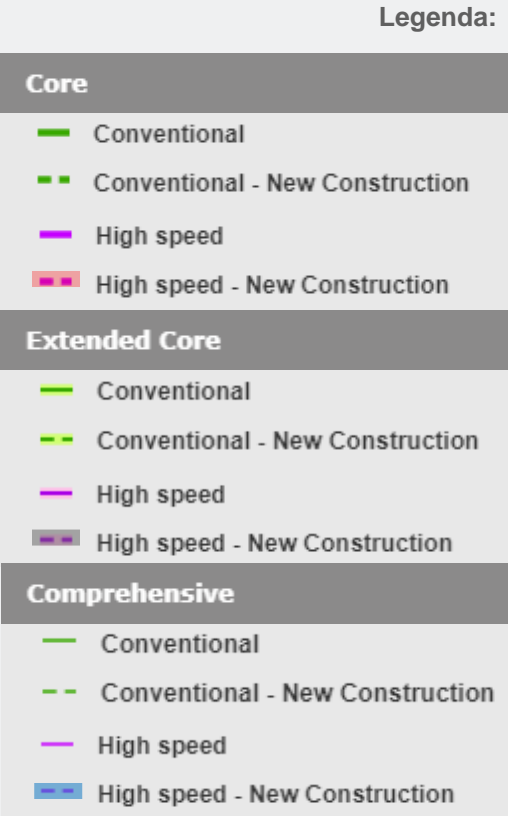 Legenda:
Core
Conventional
Conventional - New Construction
High speed
High speed - New Construction
Extended Core
Conventional
Conventional - New Construction
High speed
High speed - New Construction
Comprehensive
Conventional
Conventional - New Construction
High speed
High speed - New Construction